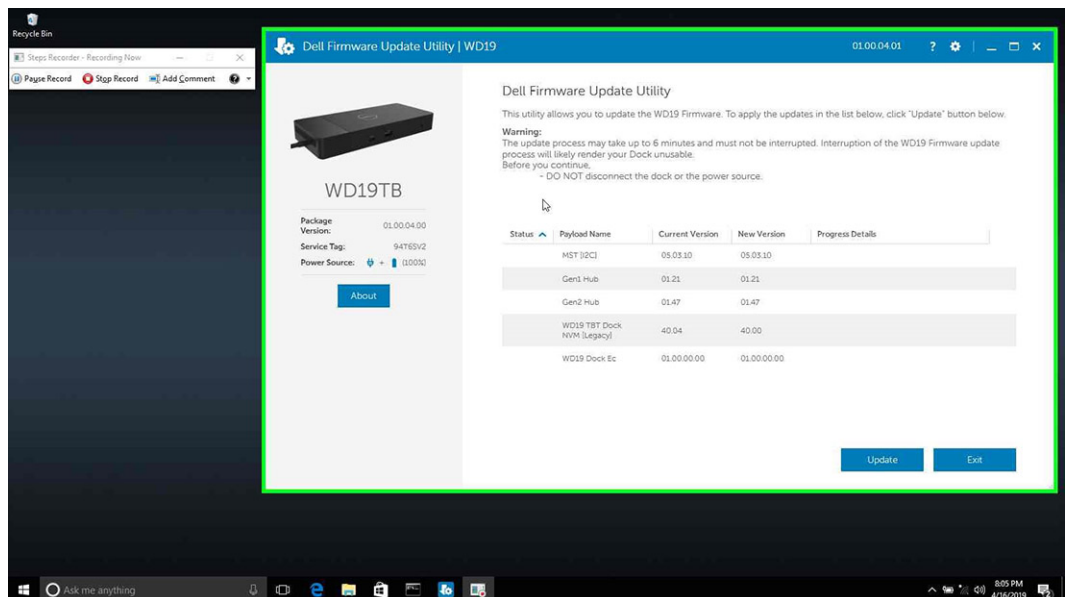 Recycle Bin
Steps Recorder - Recording Now
Pause Record Stop Record Add Comment
Dell Firmware Update Utility | WD19 01.00.04.01 ?
WD19TB
Package Version: 01.00.04.00
Service Tag: 94T6SV2
Power Source: + (100%)
About
Dell Firmware Update Utility
This utility allows you to update the WD19 Firmware. To apply the updates in the list below, click "Update" button below.
Warning:
The update process may take up to 6 minutes and must not be interrupted. Interruption of the WD19 Firmware update
process will likely render your Dock unusable.
Before you continue,
- DO NOT disconnect the dock or the power source.
Status Payload Name Current Version New Version Progress Details
MST [I2C] 05.03.10 05.03.10
Gen1 Hub 01.21 01.21
Gen2 Hub 01.47 01.47
WD19 TBT Dock
NVM [Legacy] 40.04 40.00
WD19 Dock Ec 01.00.00.00 01.00.00.00
Update Exit
Ask me anything
8:05 PM
4/16/2019